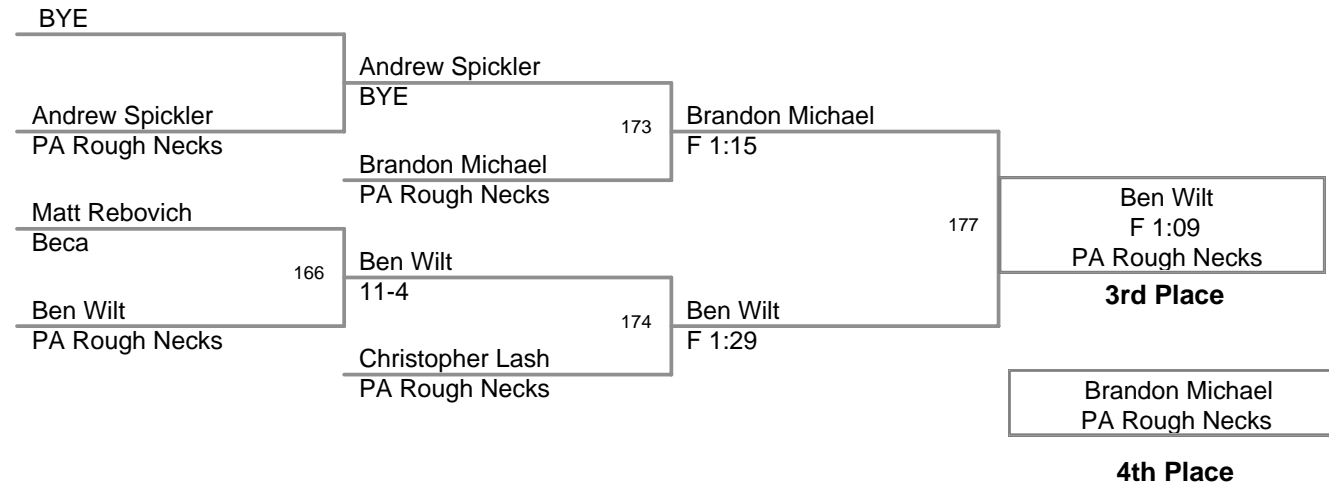 BYE
Andrew Spickler
BYE
Andrew Spickler
PA Rough Necks
173
Brandon Michael
F 1:15
Brandon Michael
PA Rough Necks
Matt Rebovich
Beca
177
Ben Wilt
F 1:09
PA Rough Necks
3rd Place
166
Ben Wilt
11-4
Ben Wilt
PA Rough Necks
174
Ben Wilt
F 1:29
Christopher Lash
PA Rough Necks
Brandon Michael
PA Rough Necks
4th Place